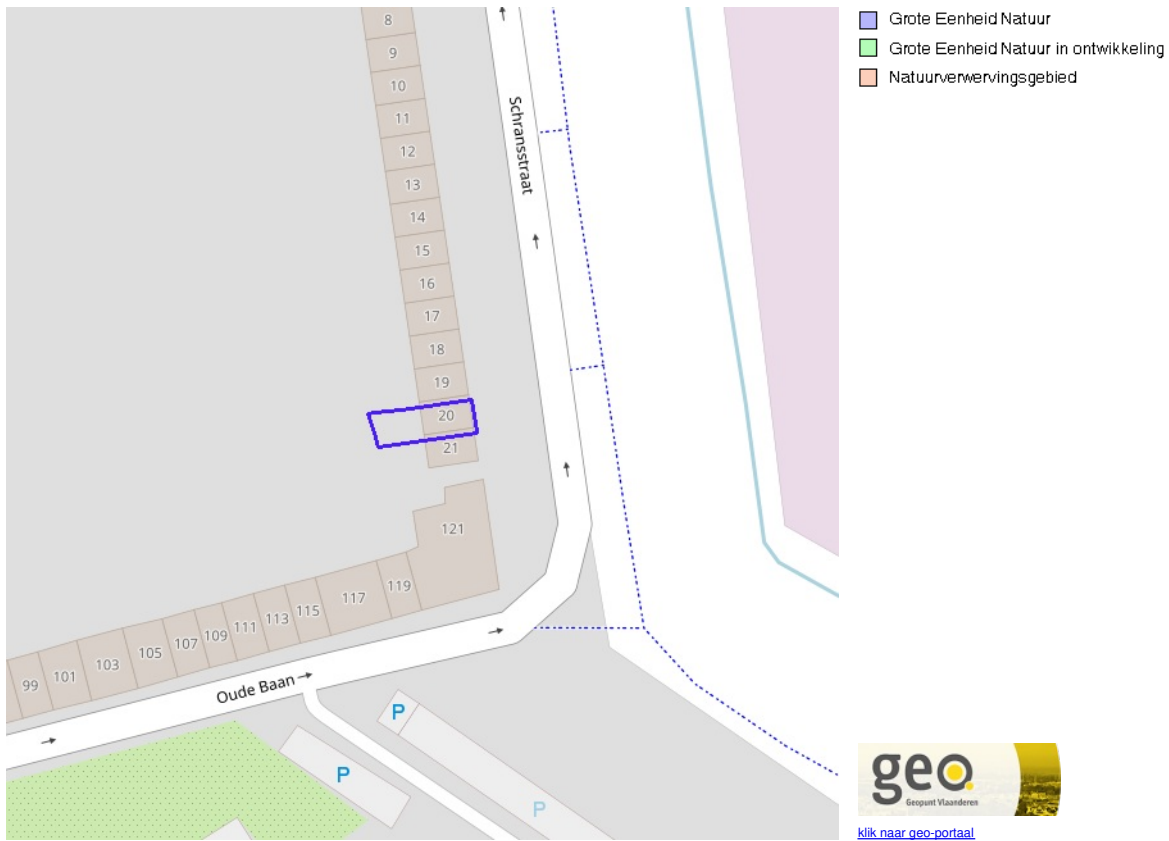 8
9
10
11
12
13
14
15
16
17
18
19
20
21
121
119
117
115
113
111
109
107
105
103
101
99
Schransstraat
Oude Baan
P
P
P
Grote Eenheid Natuur
Grote Eenheid Natuur in ontwikkeling
Natuurverwervingsgebied
geo
Geopunt Vlaanderen
klik naar geo-portaal